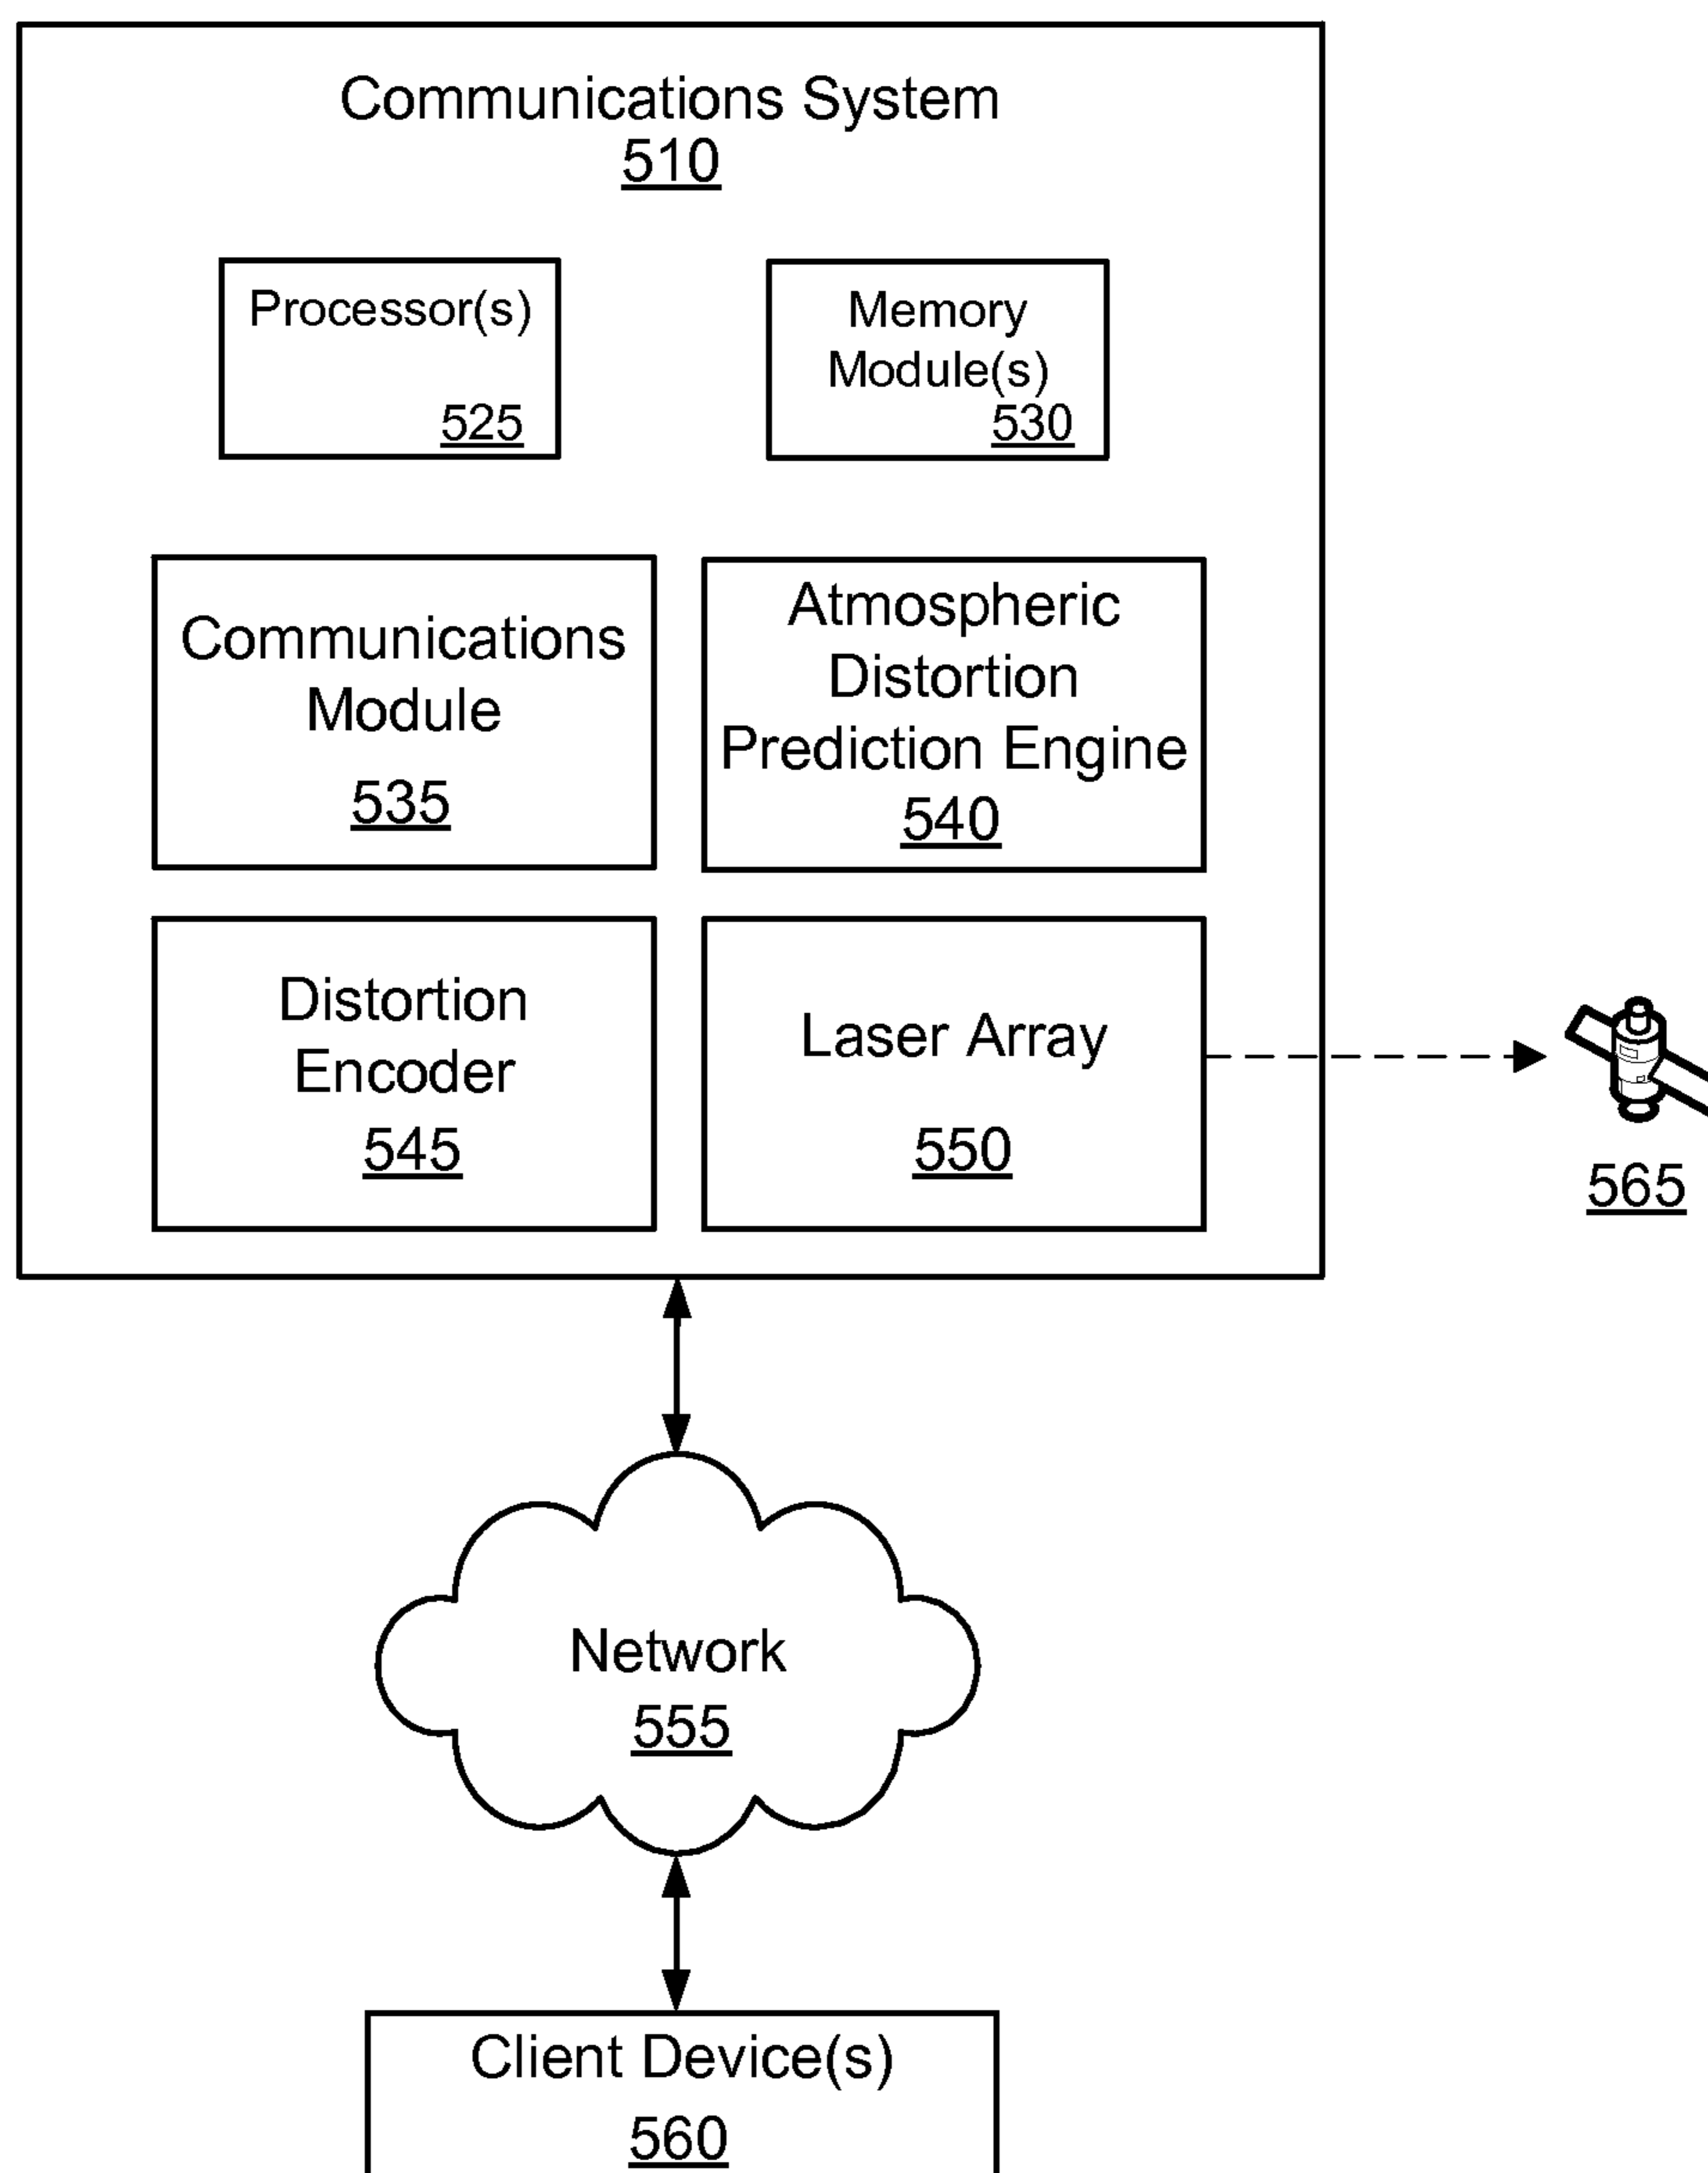 Communications System
510
Processor(s)
525
Memory
Module(s)
530
Communications
Module
535
Atmospheric
Distortion
Prediction Engine
540
Distortion
Encoder
545
Laser Array
550
565
Network
555
Client Device(s)
560